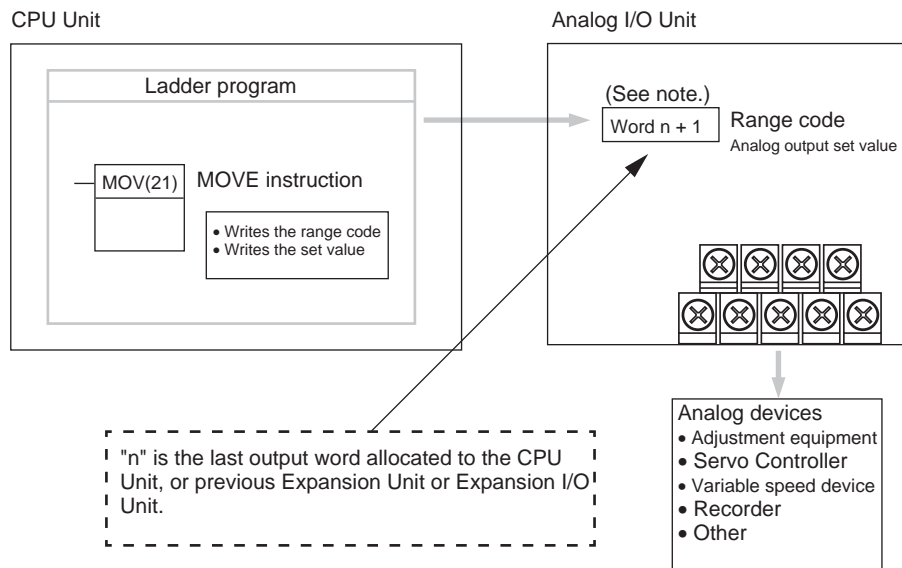 CPU Unit
Analog I/O Unit
Ladder program
MOV(21)
MOVE instruction
• Writes the range code
• Writes the set value
(See note.)
Word n + 1
Range code
Analog output set value
"n" is the last output word allocated to the CPU
Unit, or previous Expansion Unit or Expansion I/O
Unit.
Analog devices
• Adjustment equipment
• Servo Controller
• Variable speed device
• Recorder
• Other